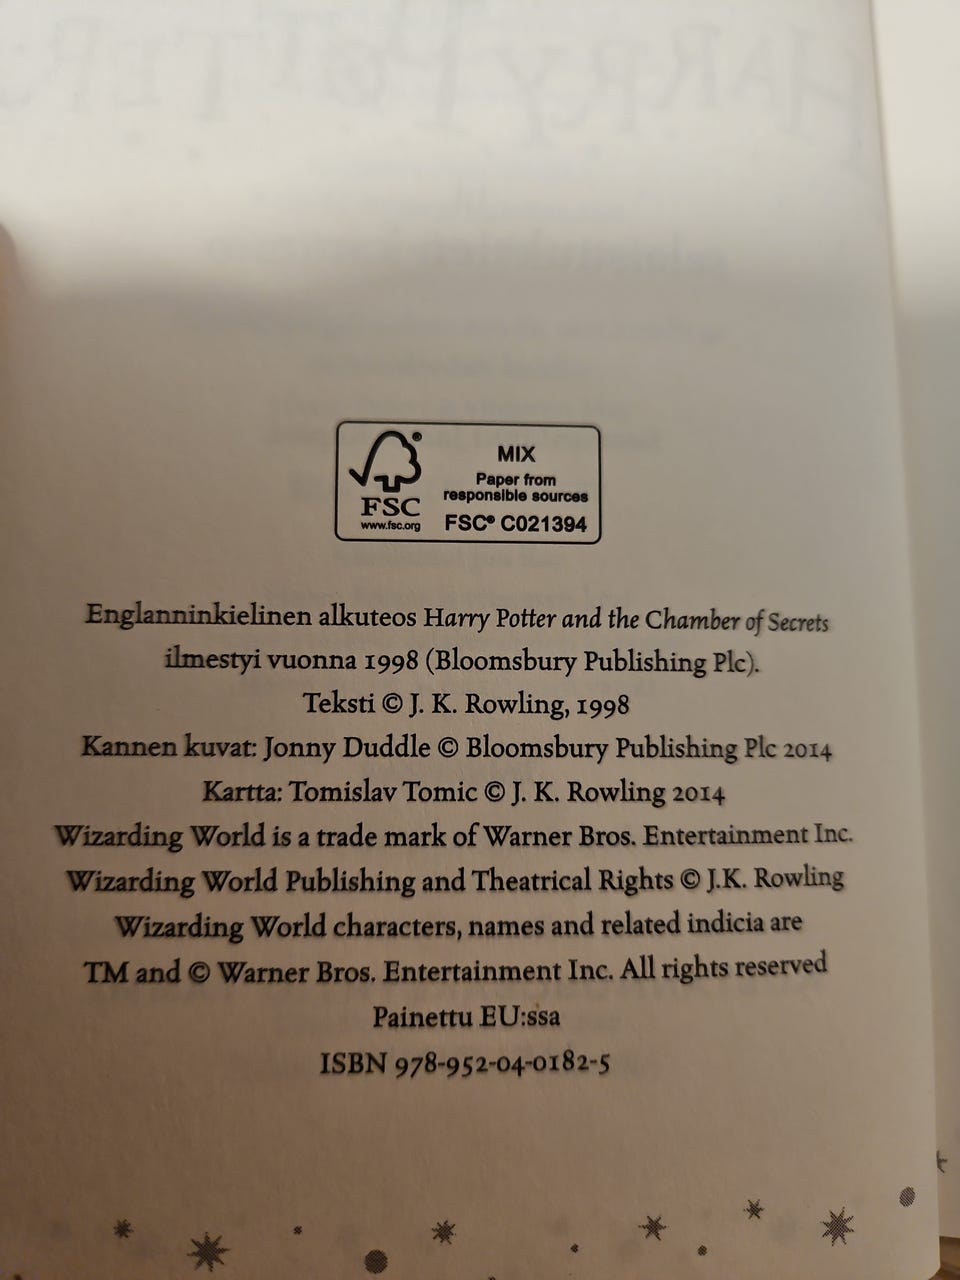 MIX
Paper from
responsible sources
FSC® C021394
FSC
www.fsc.org
Englanninkielinen alkuteos Harry Potter and the Chamber of Secrets
ilmestyi vuonna 1998 (Bloomsbury Publishing Plc).
Teksti © J. K. Rowling, 1998
Kannen kuvat: Jonny Duddle © Bloomsbury Publishing Plc 2014
Kartta: Tomislav Tomic © J. K. Rowling 2014
Wizarding World is a trade mark of Warner Bros. Entertainment Inc.
Wizarding World Publishing and Theatrical Rights © J.K. Rowling
Wizarding World characters, names and related indicia are
TM and © Warner Bros. Entertainment Inc. All rights reserved
Painettu EU:ssa
ISBN 978-952-04-0182-5